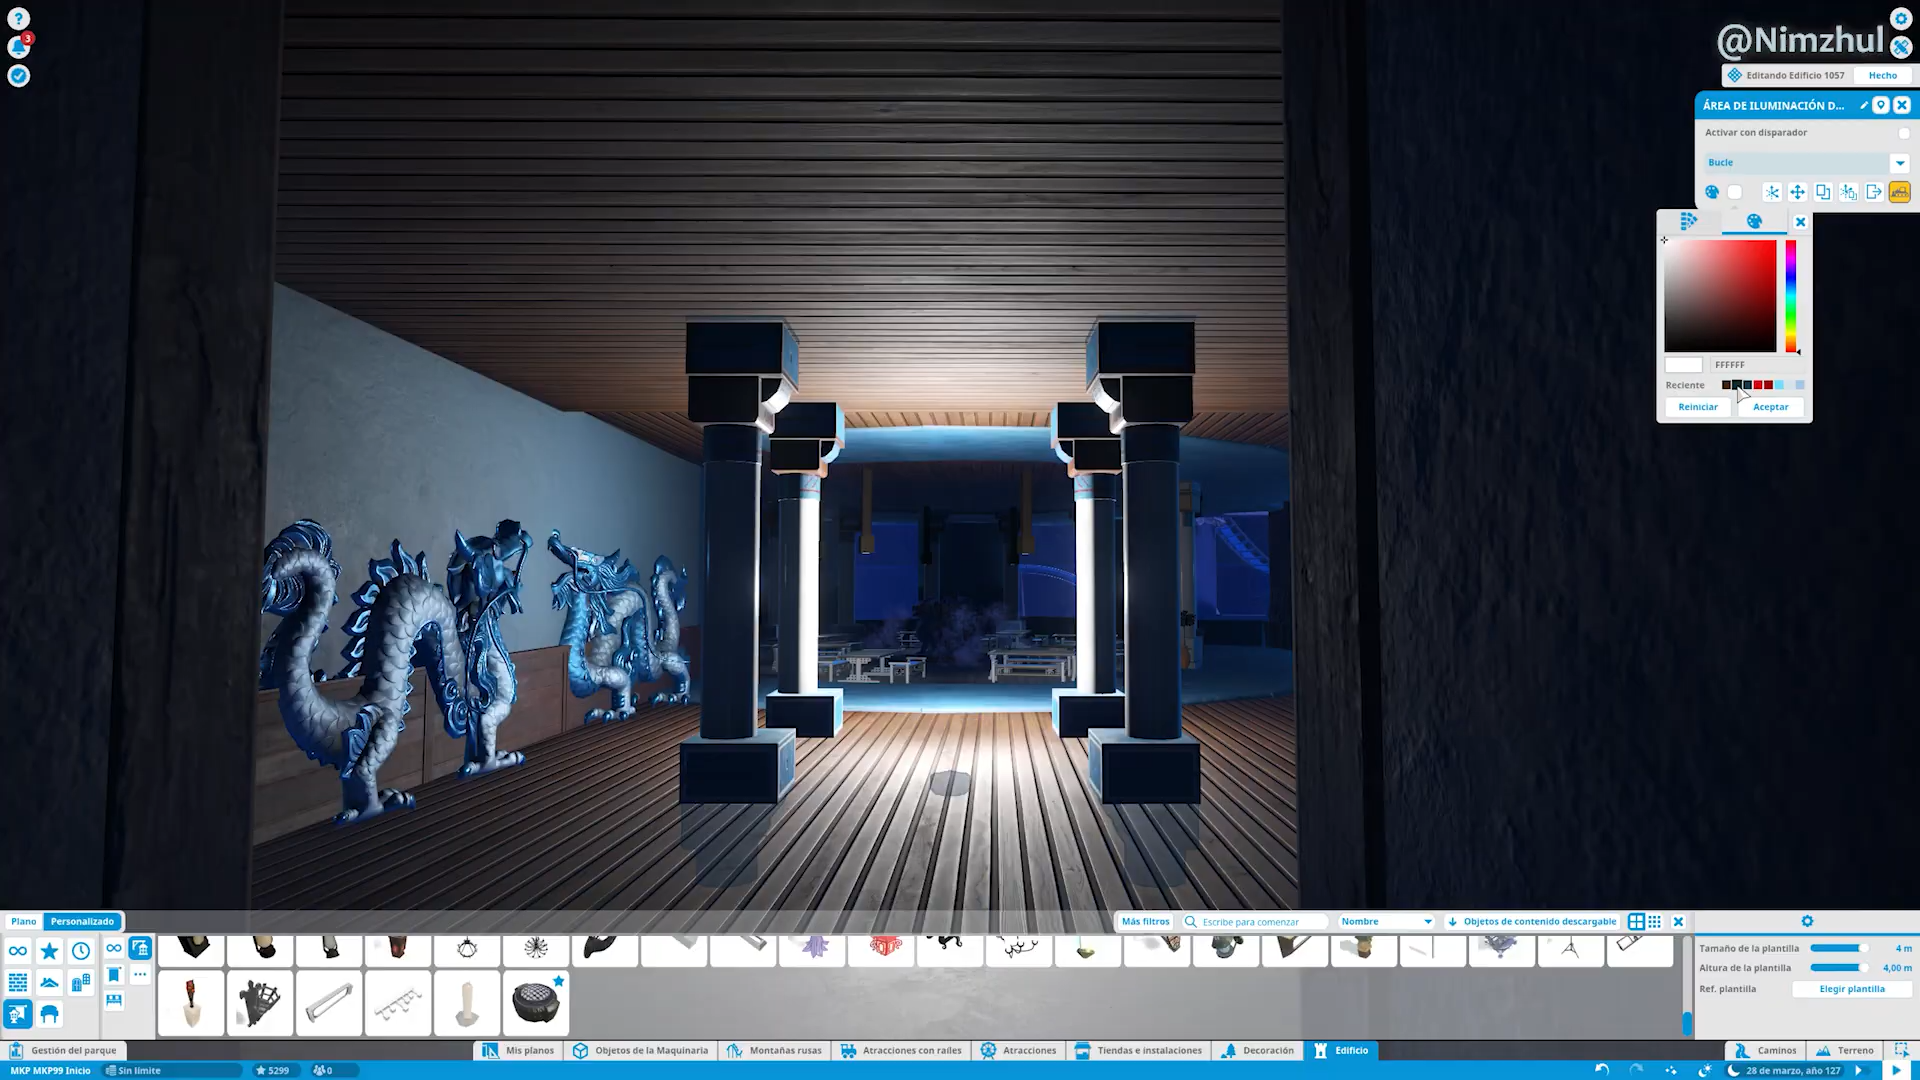 ?
3
@Nimzhul
Editando Edificio 1057
Hecho
ÁREA DE ILUMINACIÓN D...
Activar con disparador
Bucle
FFFFFF
Reciente
Reiniciar
Aceptar
Plano
Personalizado
Más filtros
Escribe para comenzar
Nombre
Objetos de contenido descargable
Tamaño de la plantilla
4 m
Altura de la plantilla
4,00 m
Ref. plantilla
Elegir plantilla
Gestión del parque
Mis planos
Objetos de la Maquinaria
Montañas rusas
Atracciones con raíles
Atracciones
Tiendas e instalaciones
Decoración
Edificio
Caminos
Terreno
MKP MKP99 Inicio
Sin límite
5299
0
28 de marzo, año 127